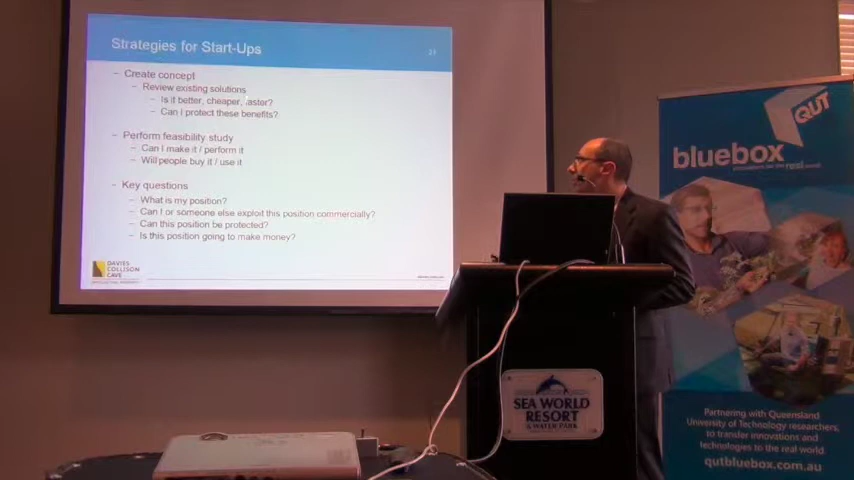 Strategies for Start-Ups
21
– Create concept
– Review existing solutions
– Is it better, cheaper, faster?
– Can I protect these benefits?
– Perform feasibility study
– Can I make it / perform it
– Will people buy it / use it
– Key questions
– What is my position?
– Can I or someone else exploit this position commercially?
– Can this position be protected?
– Is this position going to make money?
DAVIES
COLLISON
CAVE
QUT
bluebox
SEA WORLD
RESORT
& WATER PARK
Partnering with Queensland
University of Technology researchers,
to transfer innovations and
technologies to the real world.
qutbluebox.com.au